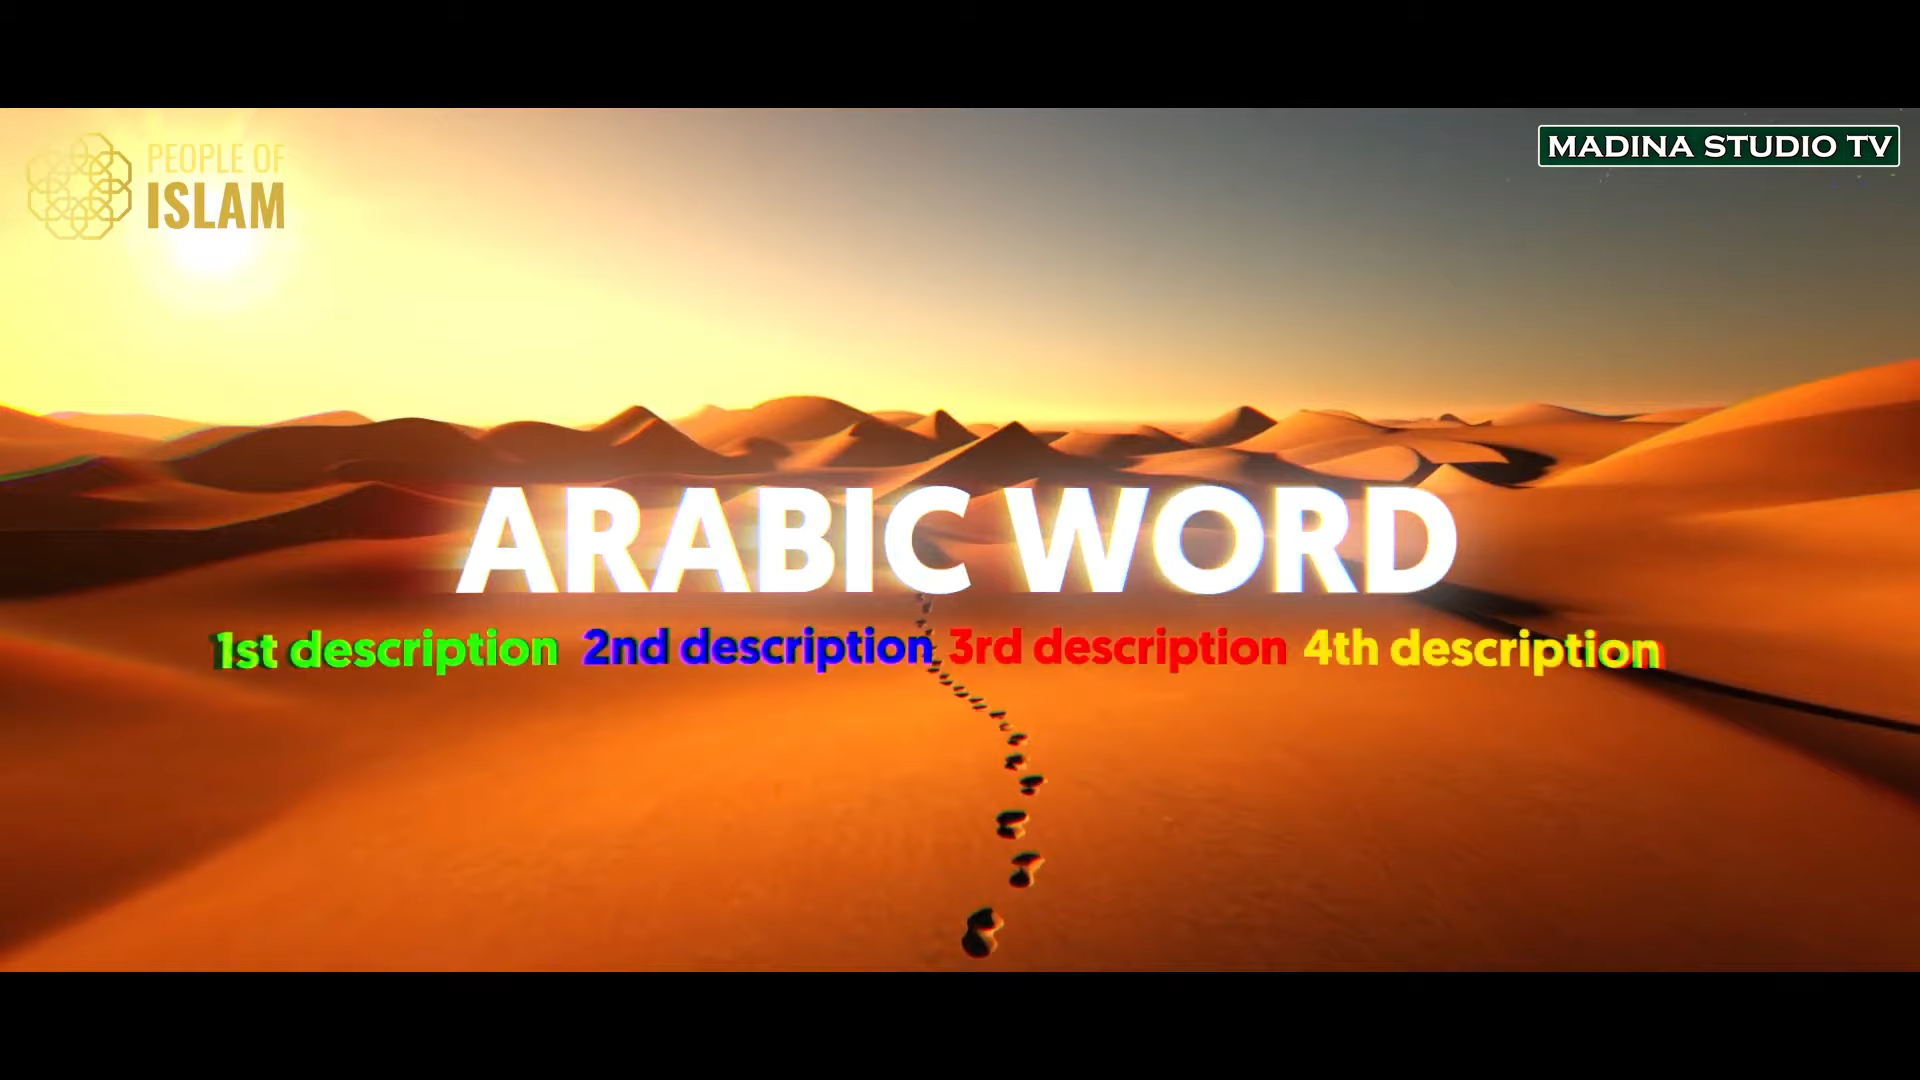 PEOPLE OF
ISLAM
MADINA STUDIO TV
ARABIC WORD
1st description 2nd description 3rd description 4th description